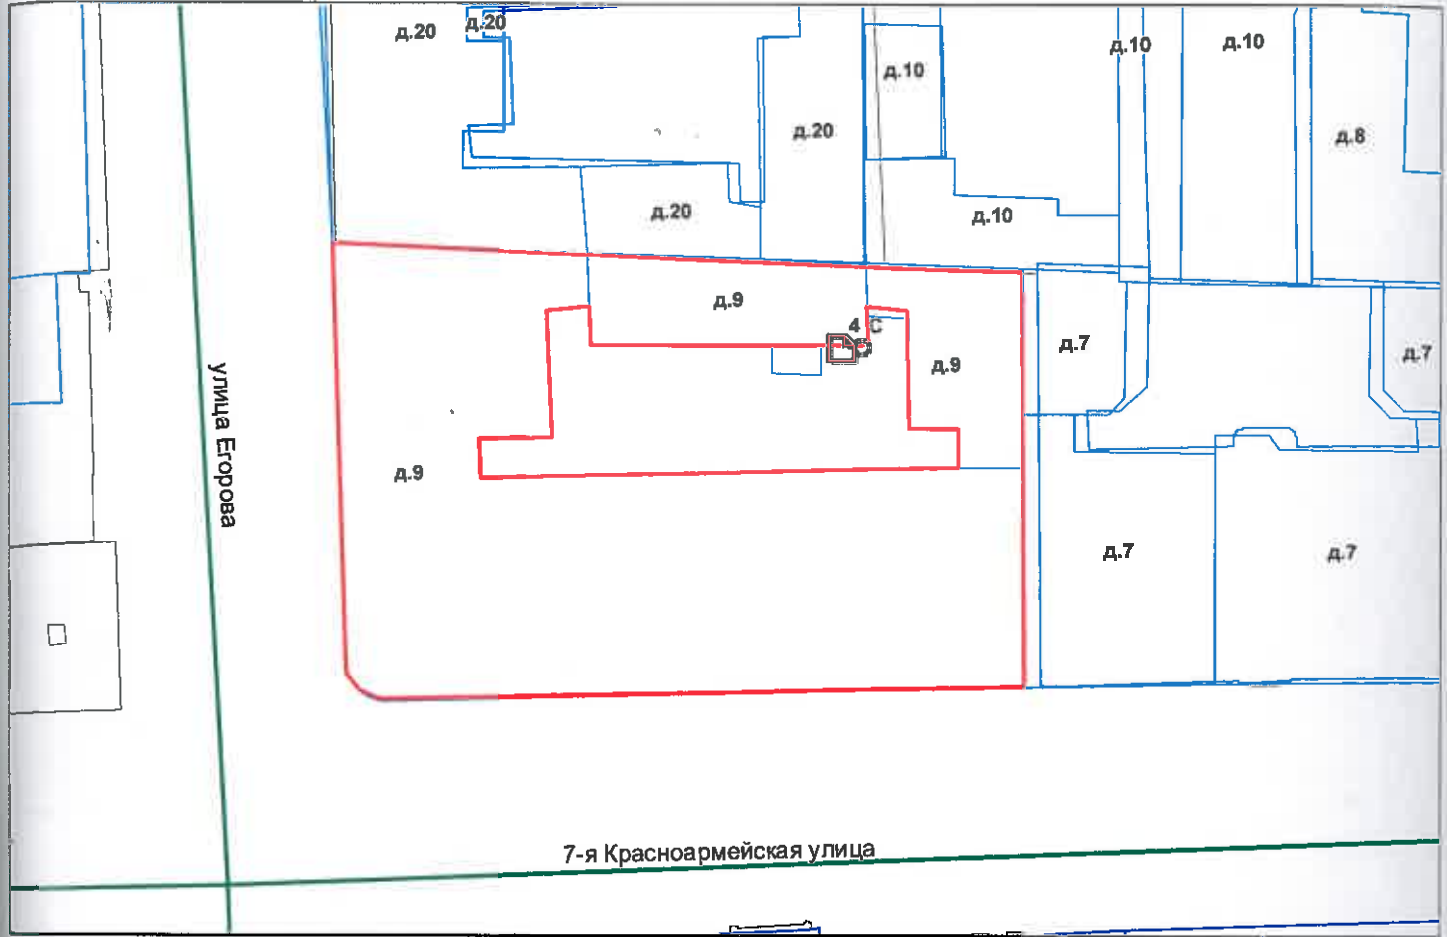 д.20
д.20
д.10
д.10
д.10
д.20
д.8
д.20
д.10
д.9
4 С
д.7
д.7
д.9
д.9
улица Егорова
д.7
д.7
7-я Красноармейская улица